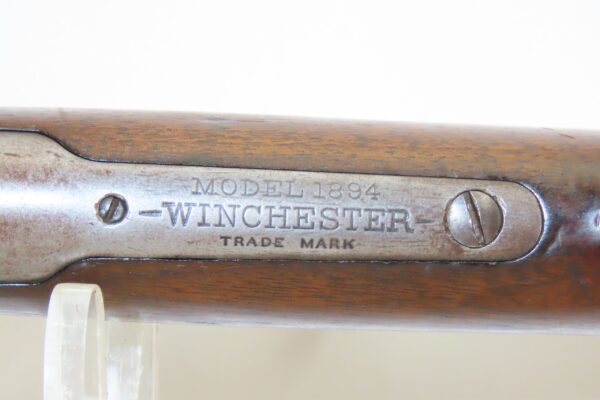 MODEL 1894
-WINCHESTER-
TRADE MARK